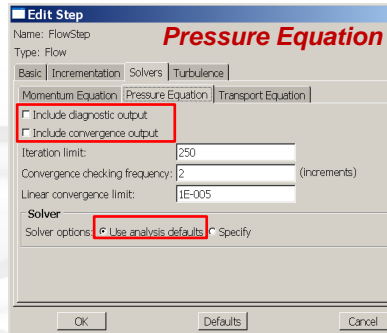 Edit Step
Name: FlowStep
Pressure Equation
Type: Flow
Basic Incrementation Solvers Turbulence
Momentum Equation Pressure Equation Transport Equation
Include diagnostic output
Include convergence output
Iteration limit: 250
Convergence checking frequency: 2 (increments)
Linear convergence limit: 1E-005
Solver
Solver options: Use analysis defaults Specify
OK Defaults Cancel